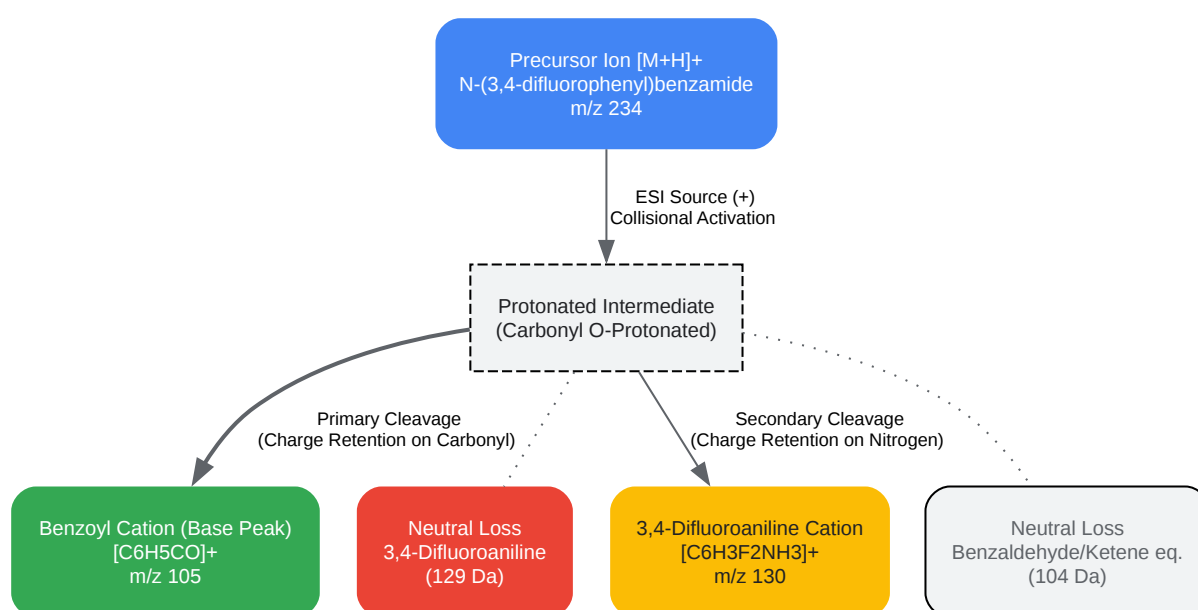 Precursor Ion [M+H]+
N-(3,4-difluorophenyl)benzamide
m/z 234
ESI Source (+)
Collisional Activation
Protonated Intermediate
(Carbonyl O-Protonated)
Primary Cleavage
(Charge Retention on Carbonyl)
Secondary Cleavage
(Charge Retention on Nitrogen)
Benzoyl Cation (Base Peak)
[C6H5CO]+
m/z 105
Neutral Loss
3,4-Difluoroaniline
(129 Da)
3,4-Difluoroaniline Cation
[C6H3F2NH3]+
m/z 130
Neutral Loss
Benzaldehyde/Ketene eq.
(104 Da)